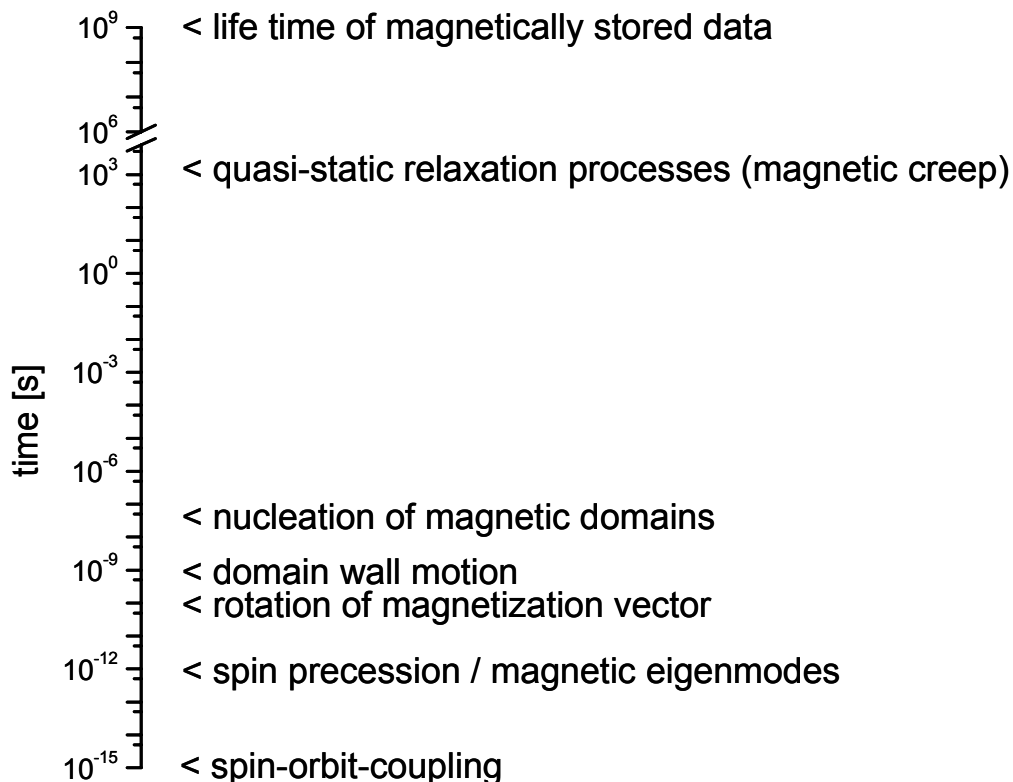 10⁹ < life time of magnetically stored data
10⁶
10³ < quasi-static relaxation processes (magnetic creep)
10⁰
10⁻³
time [s]
10⁻⁶
< nucleation of magnetic domains
10⁻⁹ < domain wall motion
< rotation of magnetization vector
10⁻¹² < spin precession / magnetic eigenmodes
10⁻¹⁵ < spin-orbit-coupling